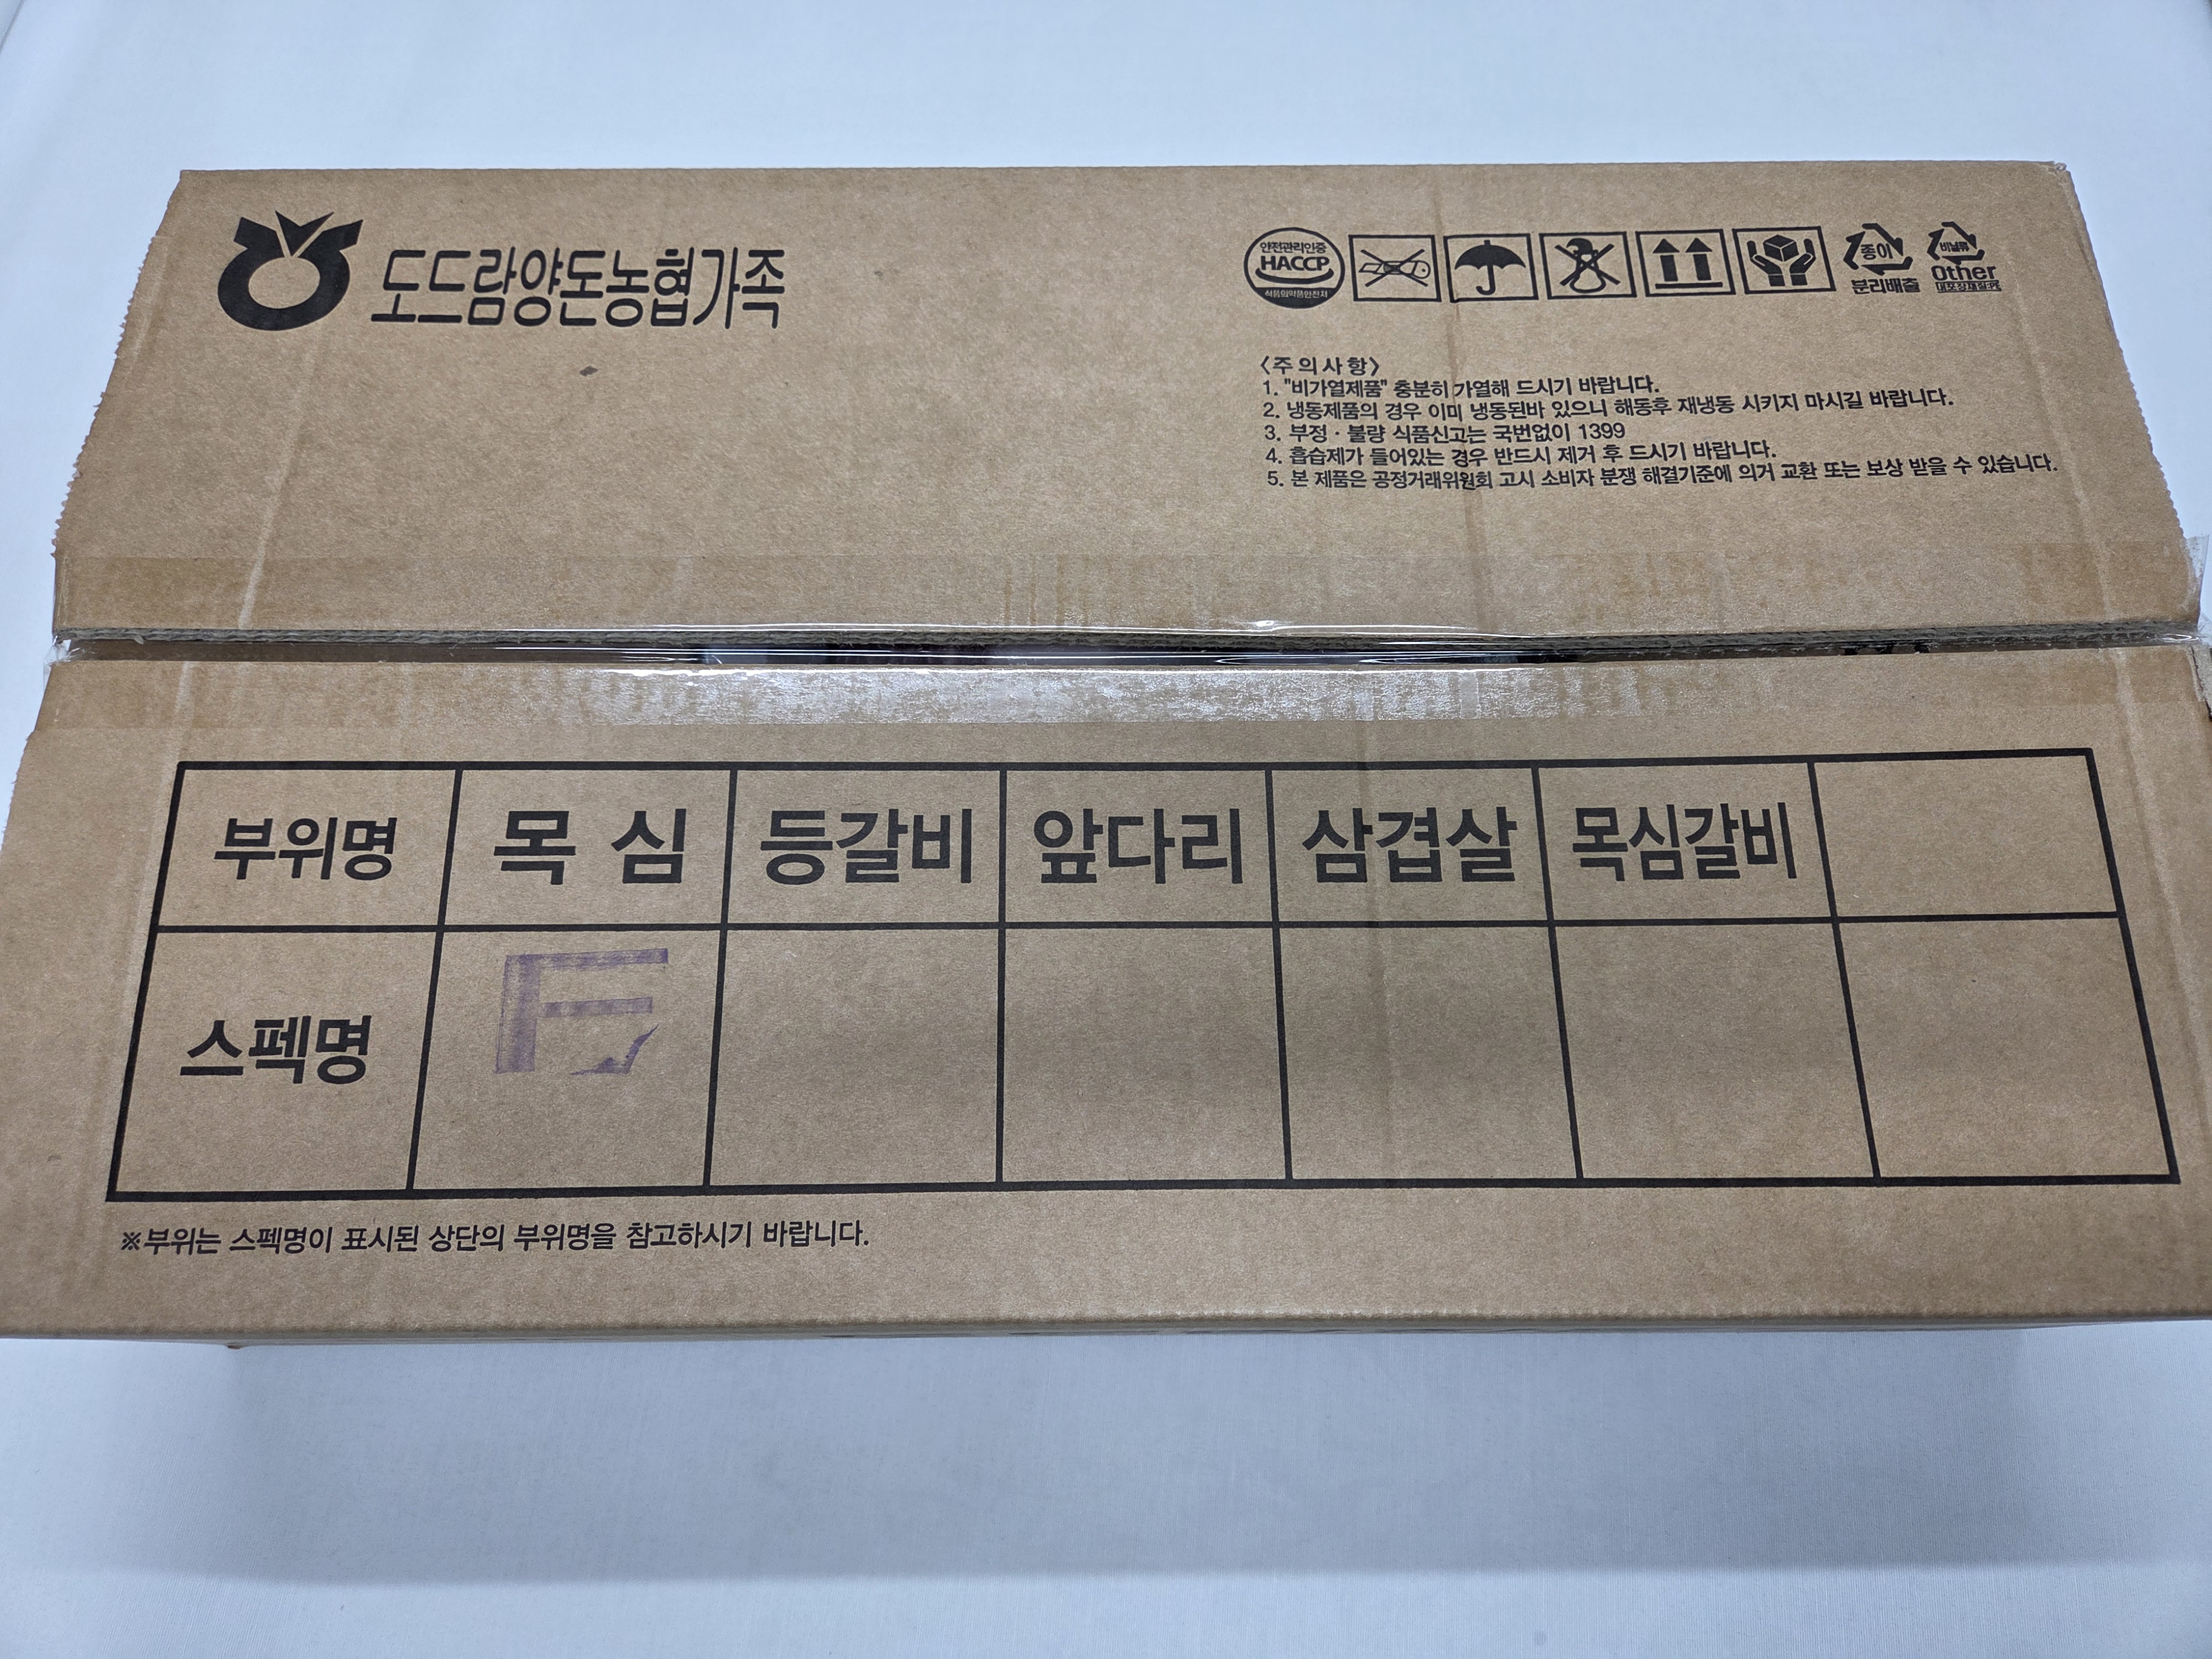 도드람양돈농협가족
안전관리인증
HACCP
식품의약품안전처
종이
분리배출
비닐류
Other
<주의사항>
1. "비가열제품" 충분히 가열해 드시기 바랍니다.
2. 냉동제품의 경우 이미 냉동된바 있으니 해동후 재냉동 시키지 마시길 바랍니다.
3. 부정 · 불량 식품신고는 국번없이 1399
4. 흡습제가 들어있는 경우 반드시 제거 후 드시기 바랍니다.
5. 본 제품은 공정거래위원회 고시 소비자 분쟁 해결기준에 의거 교환 또는 보상 받을 수 있습니다.
부위명 목 심 등갈비 앞다리 삼겹살 목심갈비
스펙명
※부위는 스펙명이 표시된 상단의 부위명을 참고하시기 바랍니다.